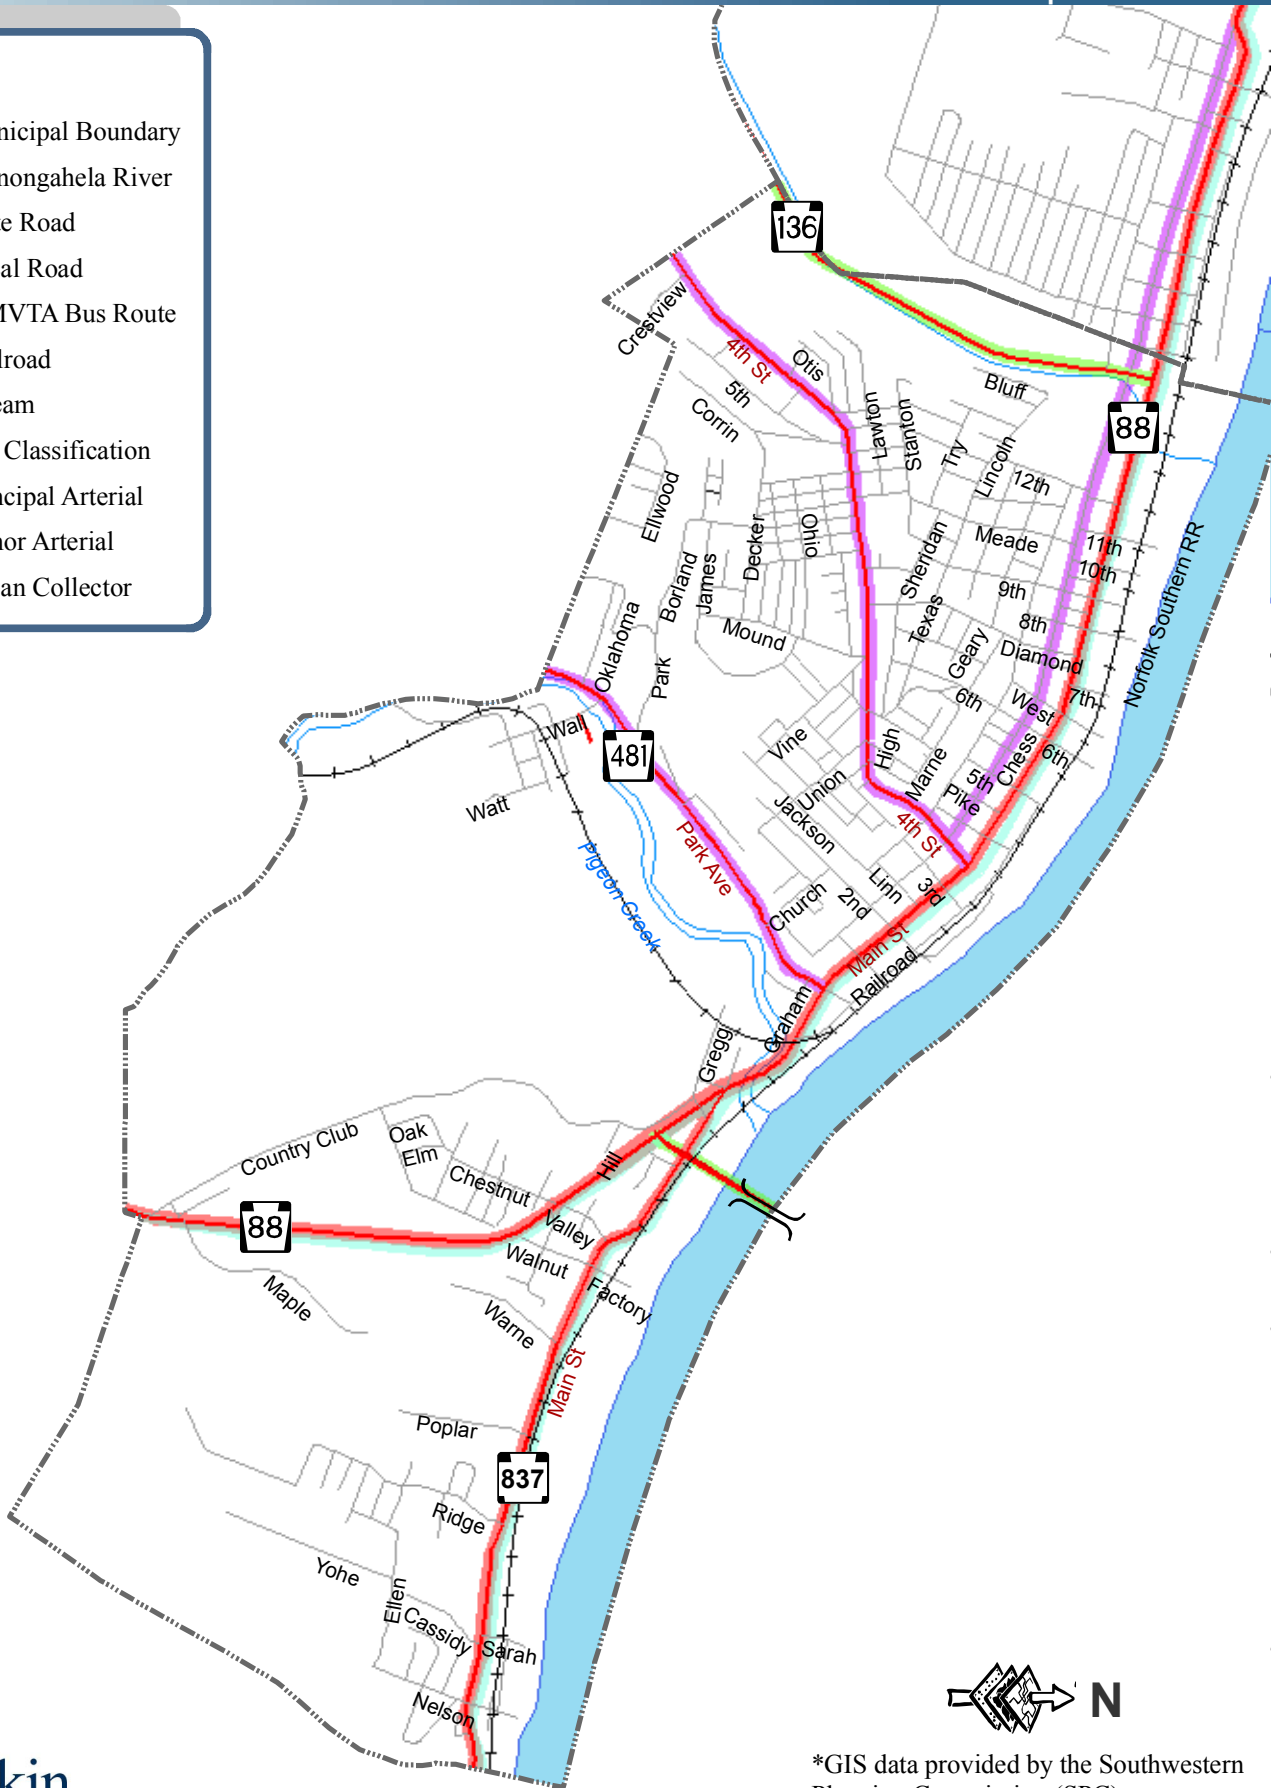 nicipal Boundary
nongahela River
te Road
al Road
MVTA Bus Route
lroad
eam
Classification
ncipal Arterial
nor Arterial
an Collector
136
Crestview
4th St
Otis
5th
Corrin
Bluff
88
Lawton
Stanton
Try
Lincoln
12th
Ellwood
Decker
Ohio
Meade
11th
10th
Norfolk Southern RR
Sheridan
9th
Borland
James
Texas
8th
Oklahoma
Mound
Geary
Diamond
Park
6th
West
7th
Wall
481
Vine
High
Chess
6th
Marne
5th
Pike
Union
Jackson
4th St
Watt
Park Ave
Pigeon Creek
Linn
3rd
Church
2nd
Main St
Railroad
Graham
Gregg
Country Club
Oak
Elm
Hill
Chestnut
88
Valley
Walnut
Factory
Maple
Warne
Main St
Poplar
837
Ridge
Yohe
Ellen
Cassidy
Sarah
Nelson
N
kin
*GIS data provided by the Southwestern
Planning Commission (SPC)